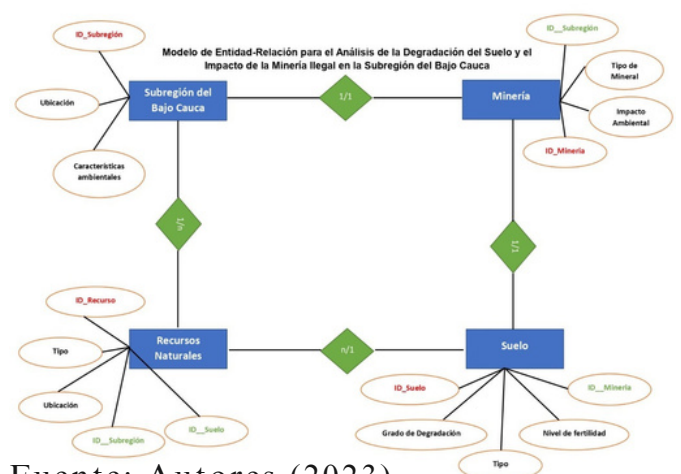 Modelo de Entidad-Relación para el Análisis de la Degradación del Suelo y el
Impacto de la Minería Ilegal en la Subregión del Bajo Cauca
ID_Subregión
Ubicación
Características
ambientales
Subregión del
Bajo Cauca
1/1
Minería
ID__Subregión
Tipo de
Mineral
Impacto
Ambiental
ID_Mineria
1/n
1/1
ID_Recurso
Tipo
Ubicación
ID__Subregión
ID__Suelo
Recursos
Naturales
n/1
Suelo
ID_Suelo
Grado de Degradación
Tipo
Nivel de fertilidad
ID__Mineria
Fuente: Autores (2023)